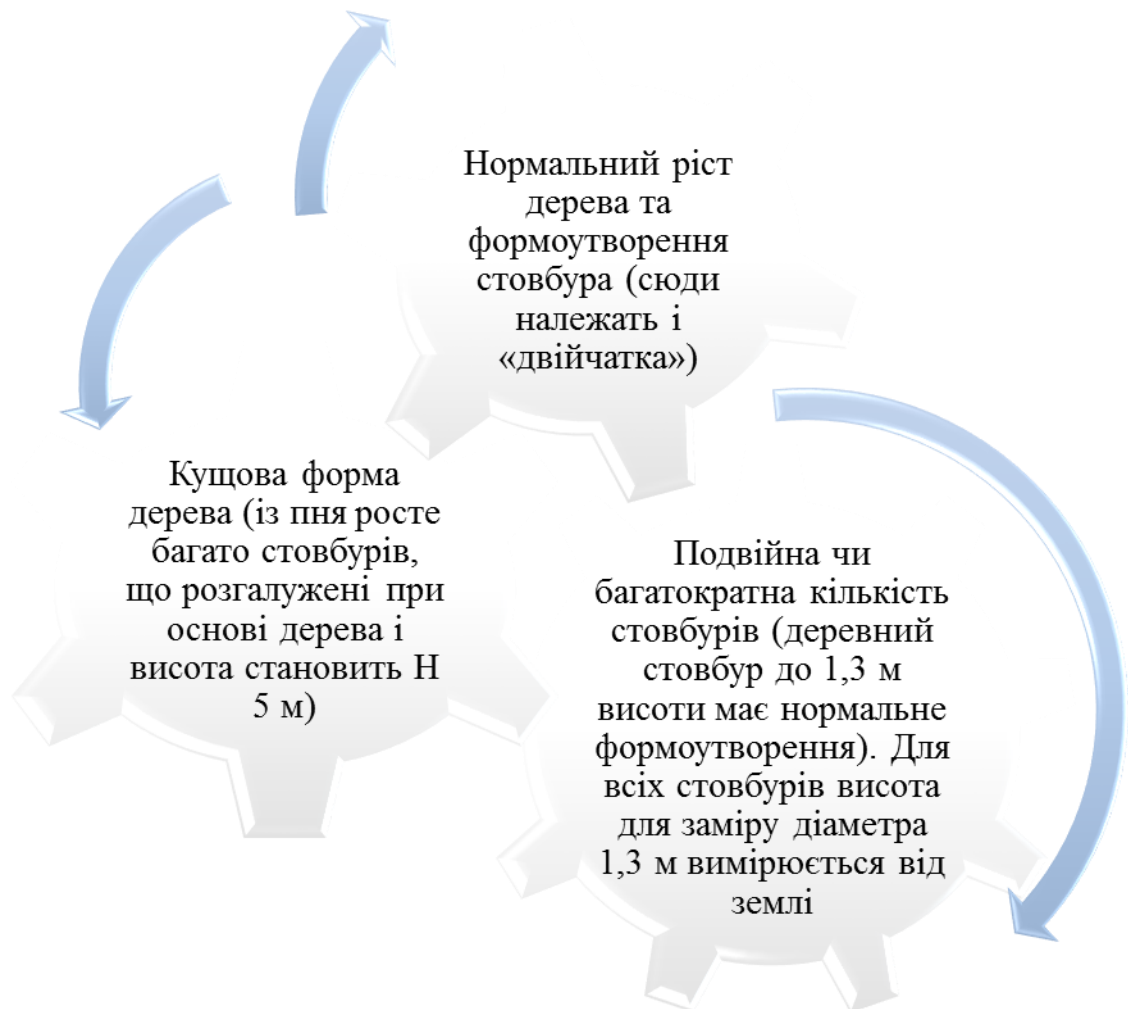 Нормальний ріст
дерева та
формоутворення
стовбура (сюди
належать і
«двійчатка»)
Кущова форма
дерева (із пня росте
багато стовбурів,
що розгалужені при
основі дерева і
висота становить Н
5 м)
Подвійна чи
багатократна кількість
стовбурів (деревний
стовбур до 1,3 м
висоти має нормальне
формоутворення). Для
всіх стовбурів висота
для заміру діаметра
1,3 м вимірюється від
землі